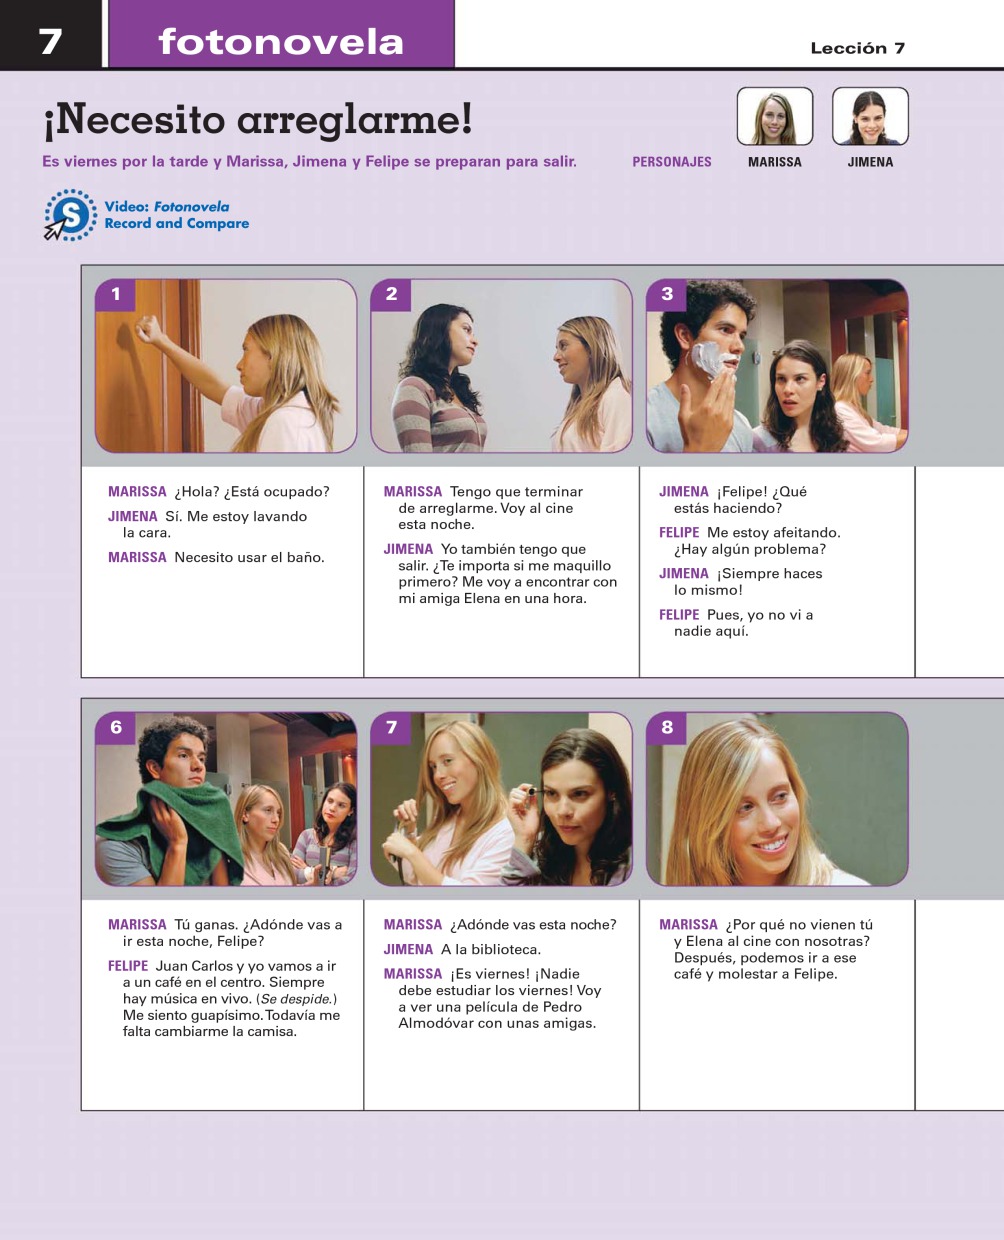 7
fotonovela
Lección 7
¡Necesito arreglarme!
Es viernes por la tarde y Marissa, Jimena y Felipe se preparan para salir.
PERSONAJES
MARISSA
JIMENA
S
Video: Fotonovela
Record and Compare
1
MARISSA ¿Hola? ¿Está ocupado?
JIMENA Sí. Me estoy lavando
la cara.
MARISSA Necesito usar el baño.
2
MARISSA Tengo que terminar
de arreglarme. Voy al cine
esta noche.
JIMENA Yo también tengo que
salir. ¿Te importa si me maquillo
primero? Me voy a encontrar con
mi amiga Elena en una hora.
3
JIMENA ¡Felipe! ¿Qué
estás haciendo?
FELIPE Me estoy afeitando.
¿Hay algún problema?
JIMENA ¡Siempre haces
lo mismo!
FELIPE Pues, yo no vi a
nadie aquí.
6
MARISSA Tú ganas. ¿Adónde vas a
ir esta noche, Felipe?
FELIPE Juan Carlos y yo vamos a ir
a un café en el centro. Siempre
hay música en vivo. (Se despide.)
Me siento guapísimo. Todavía me
falta cambiarme la camisa.
7
MARISSA ¿Adónde vas esta noche?
JIMENA A la biblioteca.
MARISSA ¡Es viernes! ¡Nadie
debe estudiar los viernes! Voy
a ver una película de Pedro
Almodóvar con unas amigas.
8
MARISSA ¿Por qué no vienen tú
y Elena al cine con nosotras?
Después, podemos ir a ese
café y molestar a Felipe.